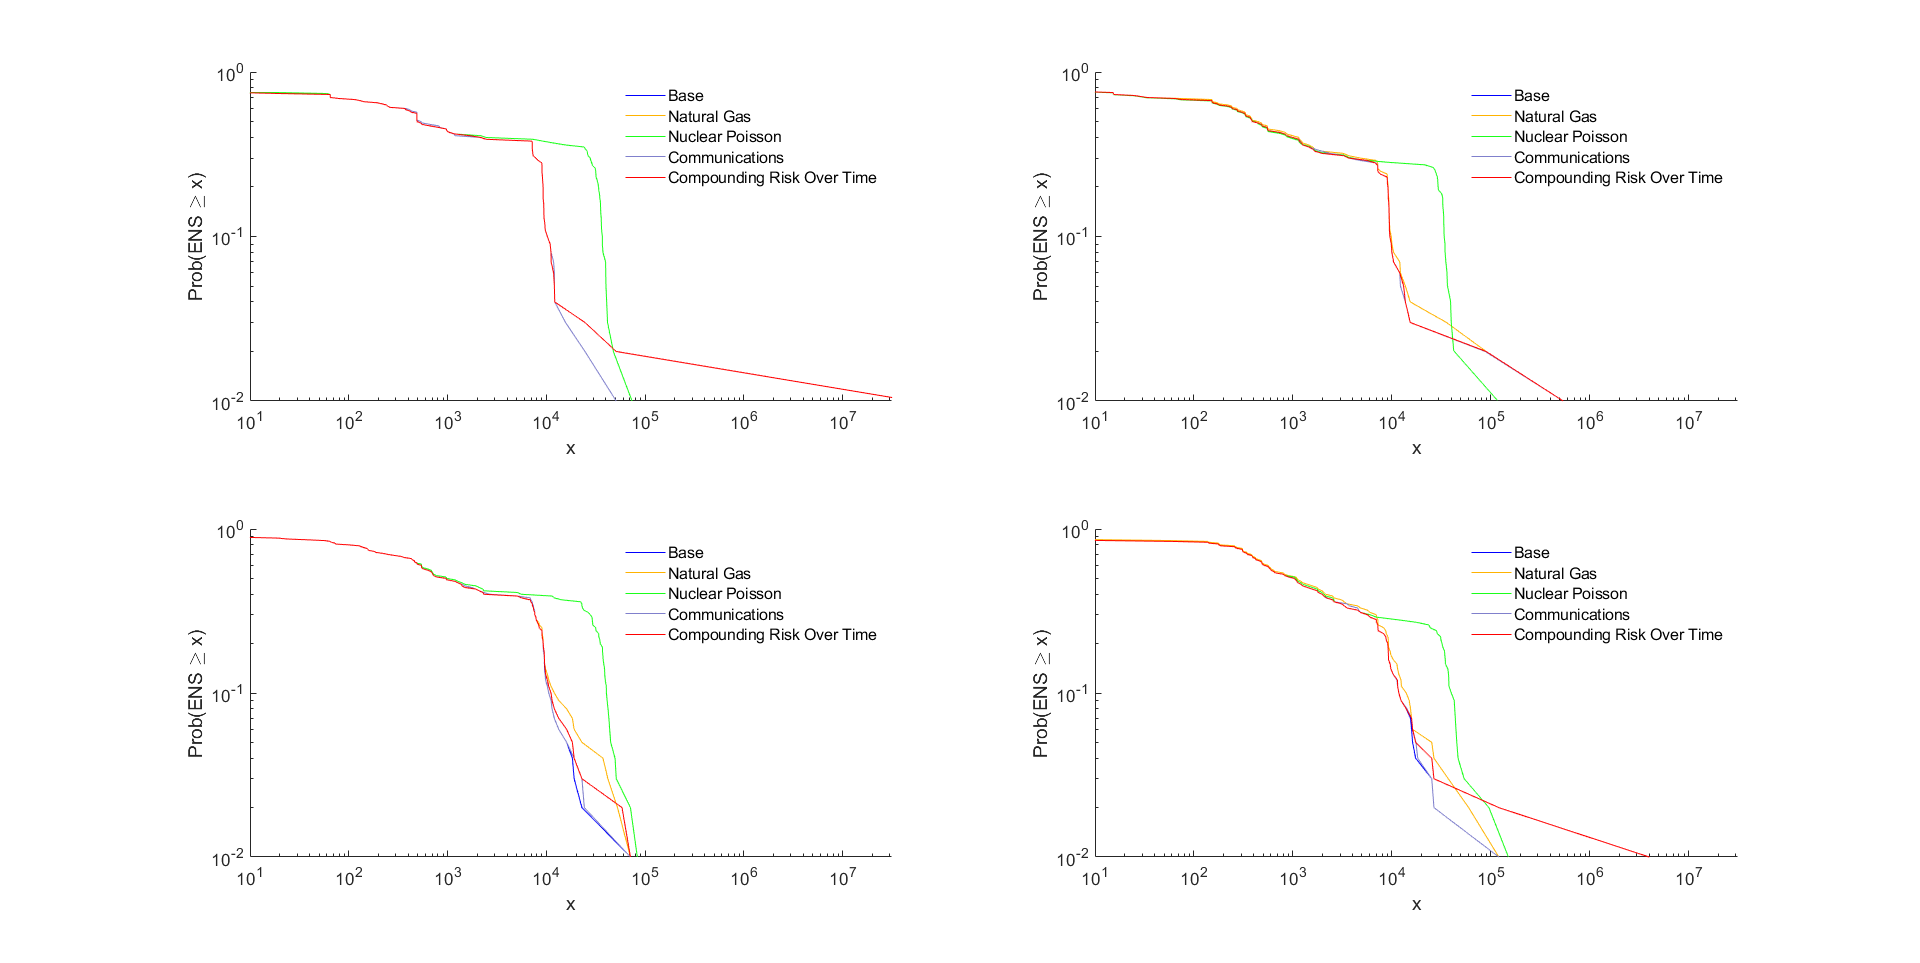 10^0
10^-1
10^-2
Prob(ENS ≥ x)
Base
Natural Gas
Nuclear Poisson
Communications
Compounding Risk Over Time
10^1 10^2 10^3 10^4 10^5 10^6 10^7
x
10^0
10^-1
10^-2
Prob(ENS ≥ x)
Base
Natural Gas
Nuclear Poisson
Communications
Compounding Risk Over Time
10^1 10^2 10^3 10^4 10^5 10^6 10^7
x
10^0
10^-1
10^-2
Prob(ENS ≥ x)
Base
Natural Gas
Nuclear Poisson
Communications
Compounding Risk Over Time
10^1 10^2 10^3 10^4 10^5 10^6 10^7
x
10^0
10^-1
10^-2
Prob(ENS ≥ x)
Base
Natural Gas
Nuclear Poisson
Communications
Compounding Risk Over Time
10^1 10^2 10^3 10^4 10^5 10^6 10^7
x